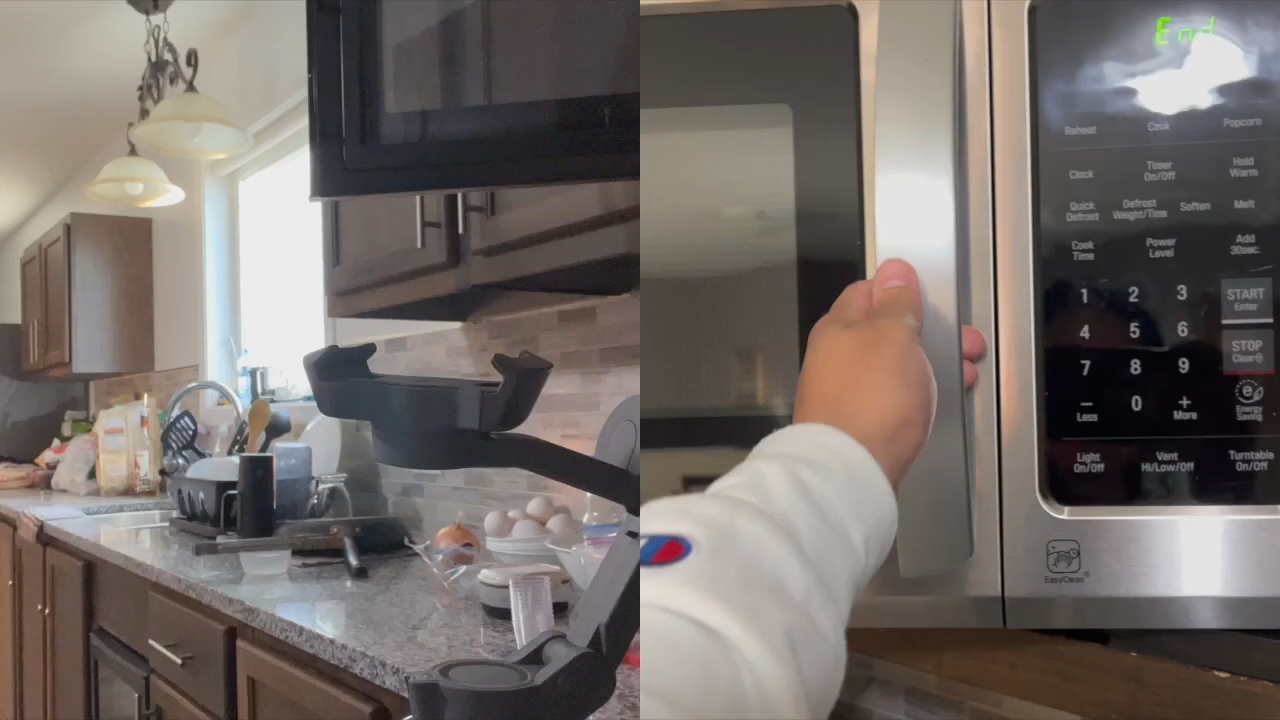 End
Reheat Cook Popcorn
Clock Timer On/Off Hold Warm
Quick Defrost Defrost Weight/Time Soften Melt
Cook Time Power Level Add 30sec.
1 2 3 START Enter
4 5 6 STOP Clear
7 8 9
– Less 0 + More e Energy Saving
Light On/Off Vent Hi/Low/Off Turntable On/Off
EasyClean®